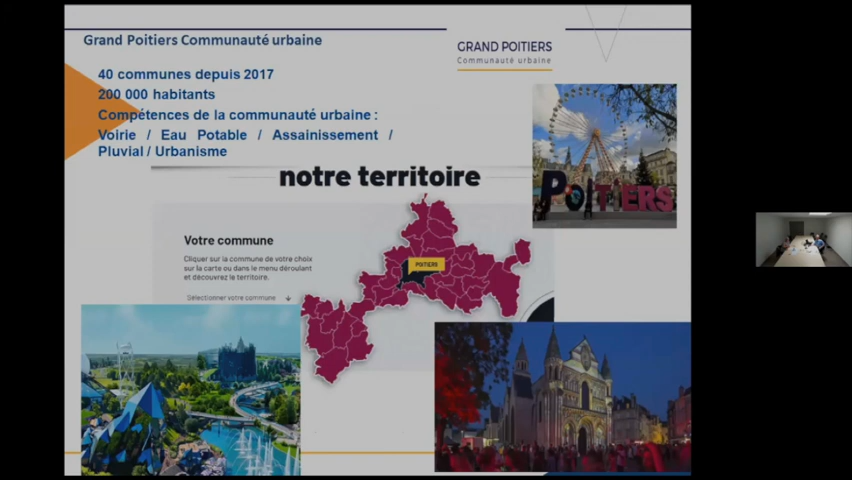 Grand Poitiers Communauté urbaine
GRAND POITIERS
Communauté urbaine
40 communes depuis 2017
200 000 habitants
Compétences de la communauté urbaine :
Voirie / Eau Potable / Assainissement /
Pluvial / Urbanisme
notre territoire
POITIERS
Votre commune
Cliquer sur la commune de votre choix
sur la carte ou dans le menu déroulant
et découvrez le territoire.
Sélectionner votre commune
POITIERS